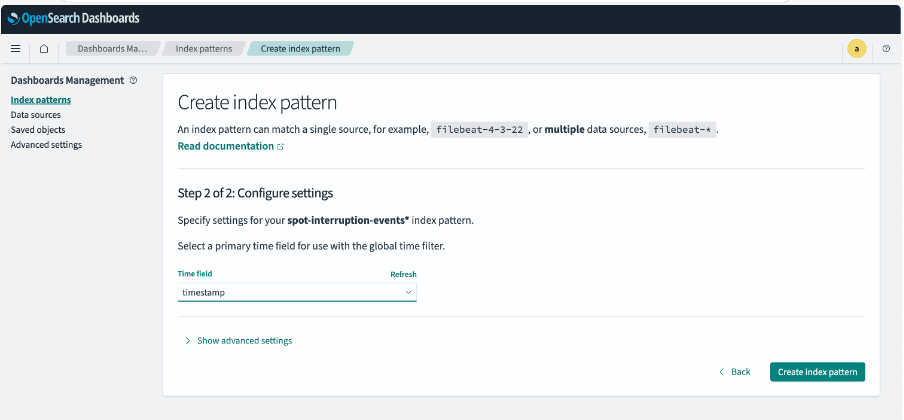 OpenSearch Dashboards
Dashboards Ma...
Index patterns
Create index pattern
a
Dashboards Management
Index patterns
Data sources
Saved objects
Advanced settings
Create index pattern
An index pattern can match a single source, for example, filebeat-4-3-22 , or multiple data sources, filebeat-* .
Read documentation
Step 2 of 2: Configure settings
Specify settings for your spot-interruption-events* index pattern.
Select a primary time field for use with the global time filter.
Time field
Refresh
timestamp
Show advanced settings
Back
Create index pattern